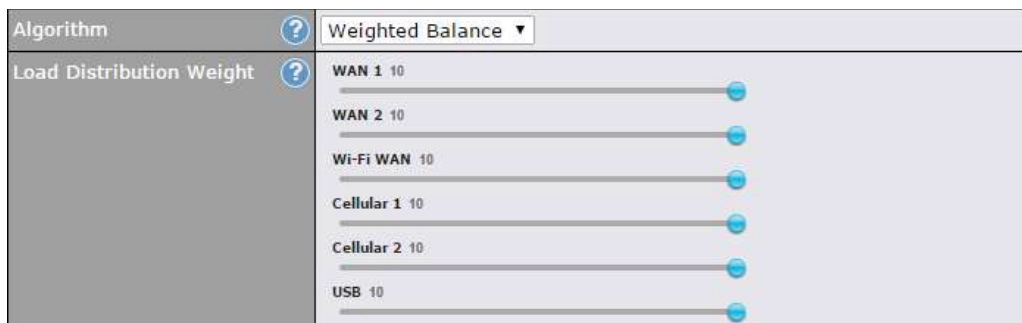 Algorithm ? Weighted Balance ▼
Load Distribution Weight ?
WAN 1 10
WAN 2 10
Wi-Fi WAN 10
Cellular 1 10
Cellular 2 10
USB 10